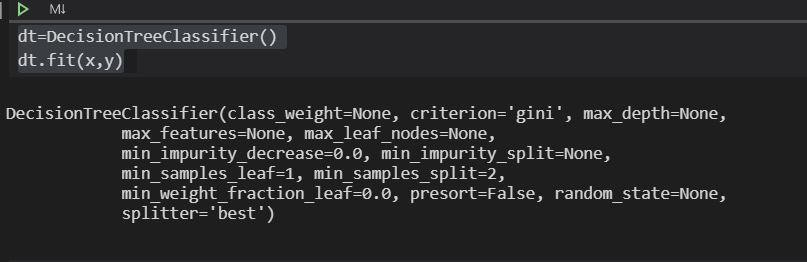 M↓
dt=DecisionTreeClassifier()
dt.fit(x,y)
DecisionTreeClassifier(class_weight=None, criterion='gini', max_depth=None,
max_features=None, max_leaf_nodes=None,
min_impurity_decrease=0.0, min_impurity_split=None,
min_samples_leaf=1, min_samples_split=2,
min_weight_fraction_leaf=0.0, presort=False, random_state=None,
splitter='best')